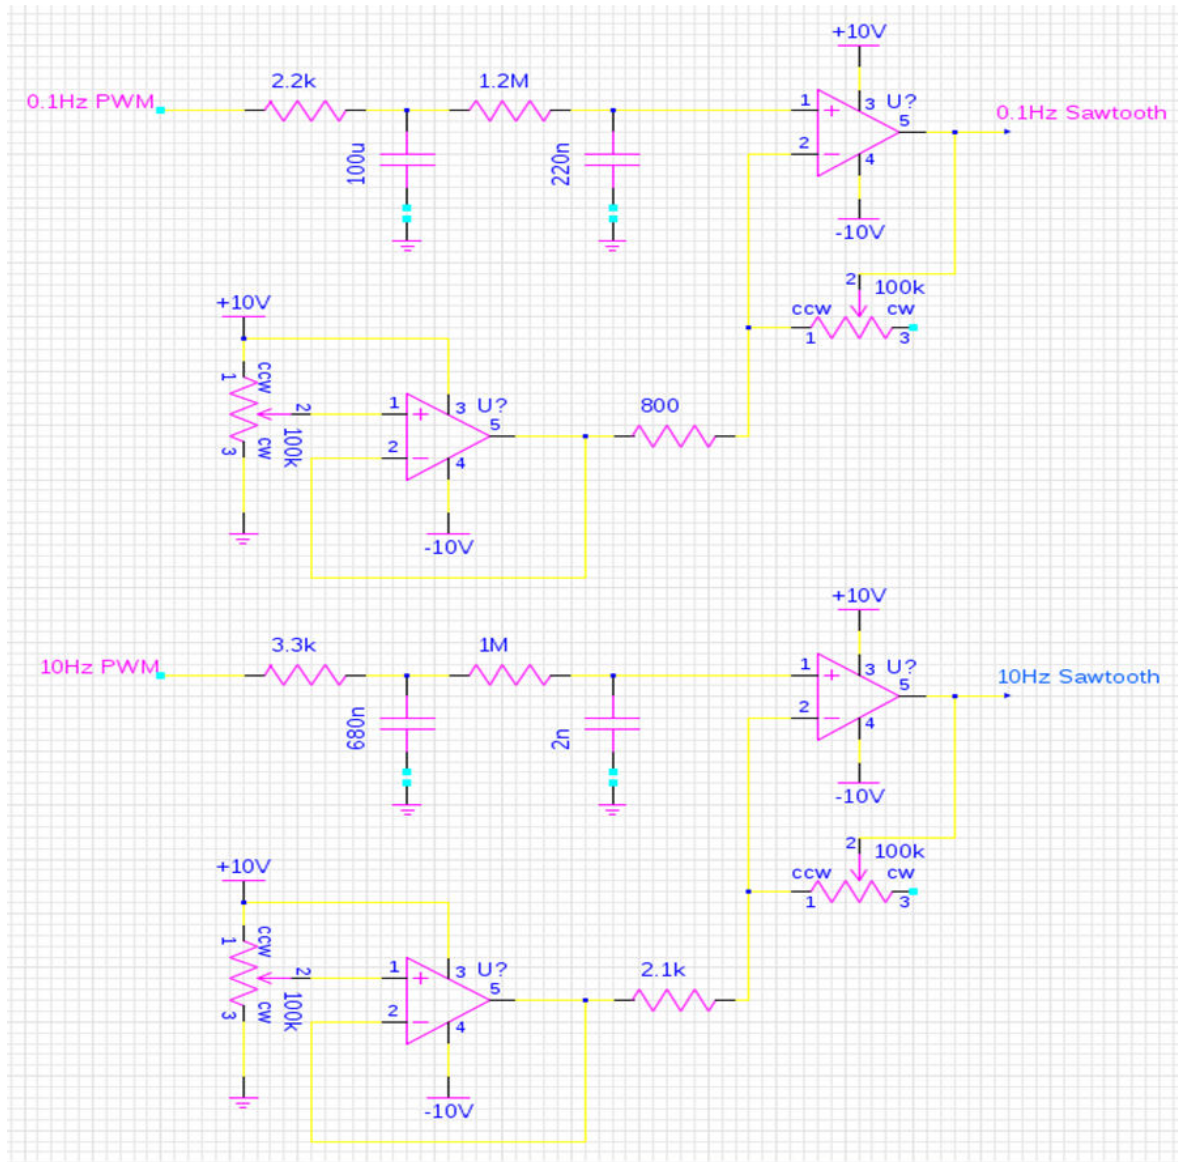 +10V
2.2k
1.2M
0.1Hz PWM
1
3
U?
5
0.1Hz Sawtooth
2
4
100u
220n
-10V
2
100k
+10V
ccw
cw
1
3
1
ccw
2
1
3
U?
5
800
3
cw
100k
2
4
-10V
+10V
3.3k
1M
10Hz PWM
1
3
U?
5
10Hz Sawtooth
2
4
680n
2n
-10V
2
100k
+10V
ccw
cw
1
3
1
ccw
2
1
3
U?
5
2.1k
3
cw
100k
2
4
-10V